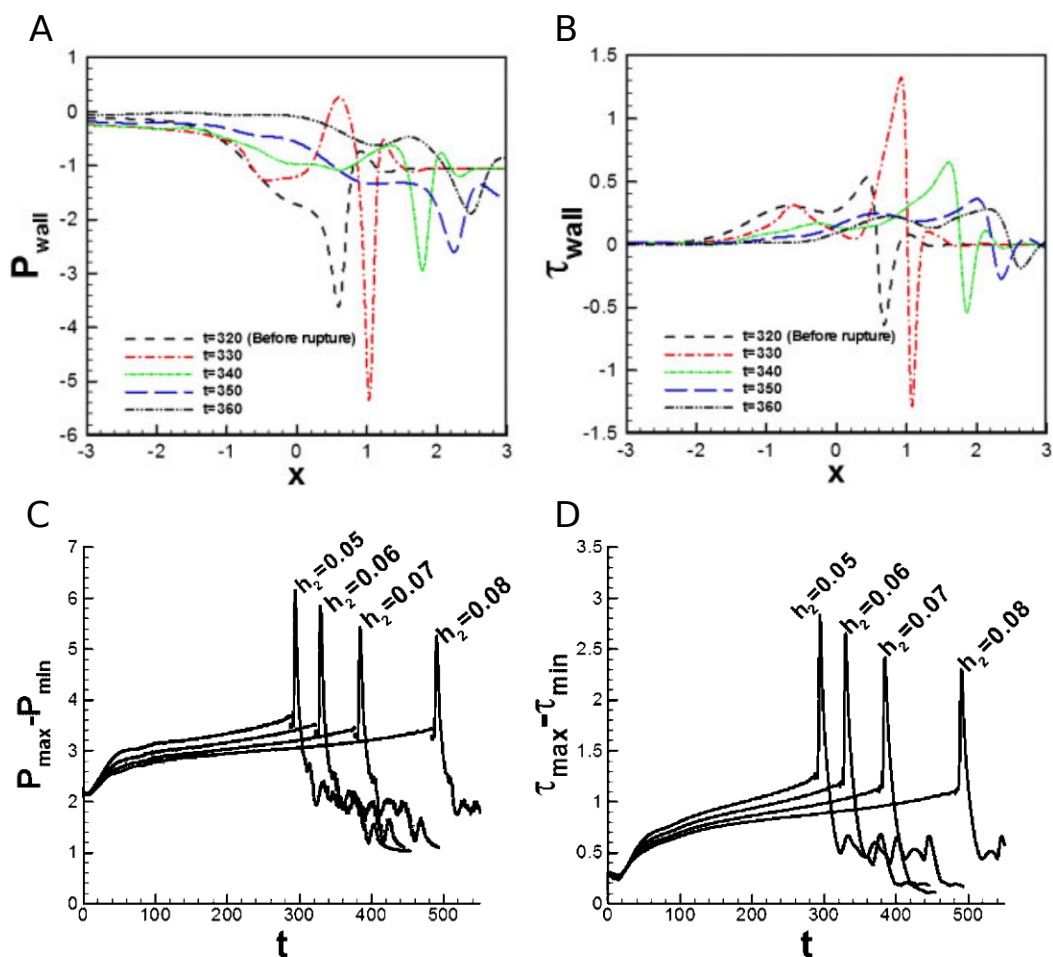 A
B
1
0
-1
-2
-3
-4
-5
-6
P_wall
t=320 (Before rupture)
t=330
t=340
t=350
t=360
-3 -2 -1 0 1 2 3
x
1.5
1
0.5
0
-0.5
-1
-1.5
τ_wall
t=320 (Before rupture)
t=330
t=340
t=350
t=360
-3 -2 -1 0 1 2 3
x
C
D
7
6
5
4
3
2
1
0
P_max-P_min
h_2=0.05
h_2=0.06
h_2=0.07
h_2=0.08
0 100 200 300 400 500
t
3.5
3
2.5
2
1.5
1
0.5
0
τ_max-τ_min
h_2=0.05
h_2=0.06
h_2=0.07
h_2=0.08
0 100 200 300 400 500
t